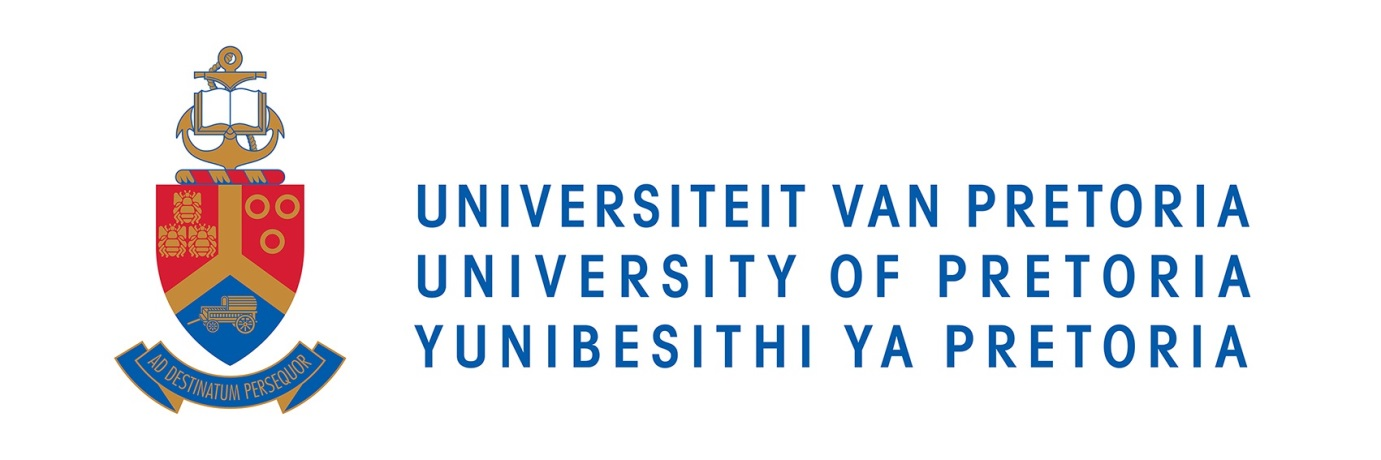 UNIVERSITEIT VAN PRETORIA
UNIVERSITY OF PRETORIA
YUNIBESITHI YA PRETORIA
AD DESTINATUM PERSEQUOR